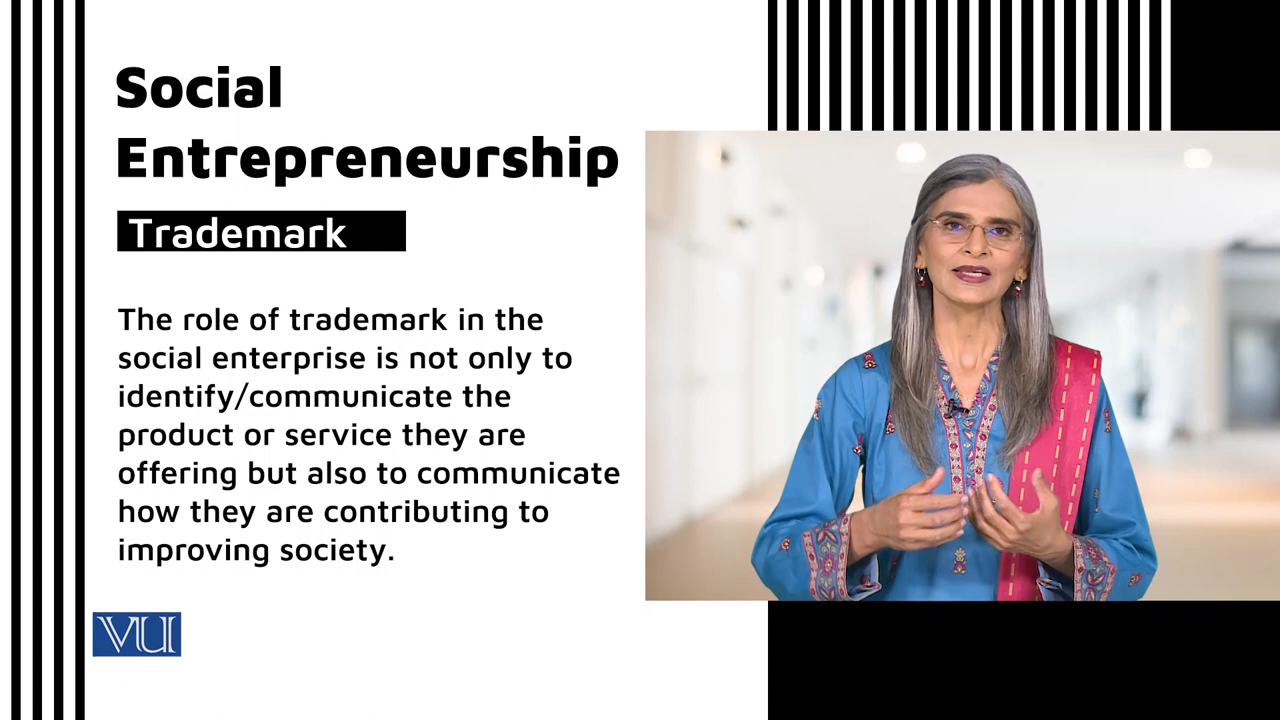 Social
Entrepreneurship
Trademark
The role of trademark in the
social enterprise is not only to
identify/communicate the
product or service they are
offering but also to communicate
how they are contributing to
improving society.
VU